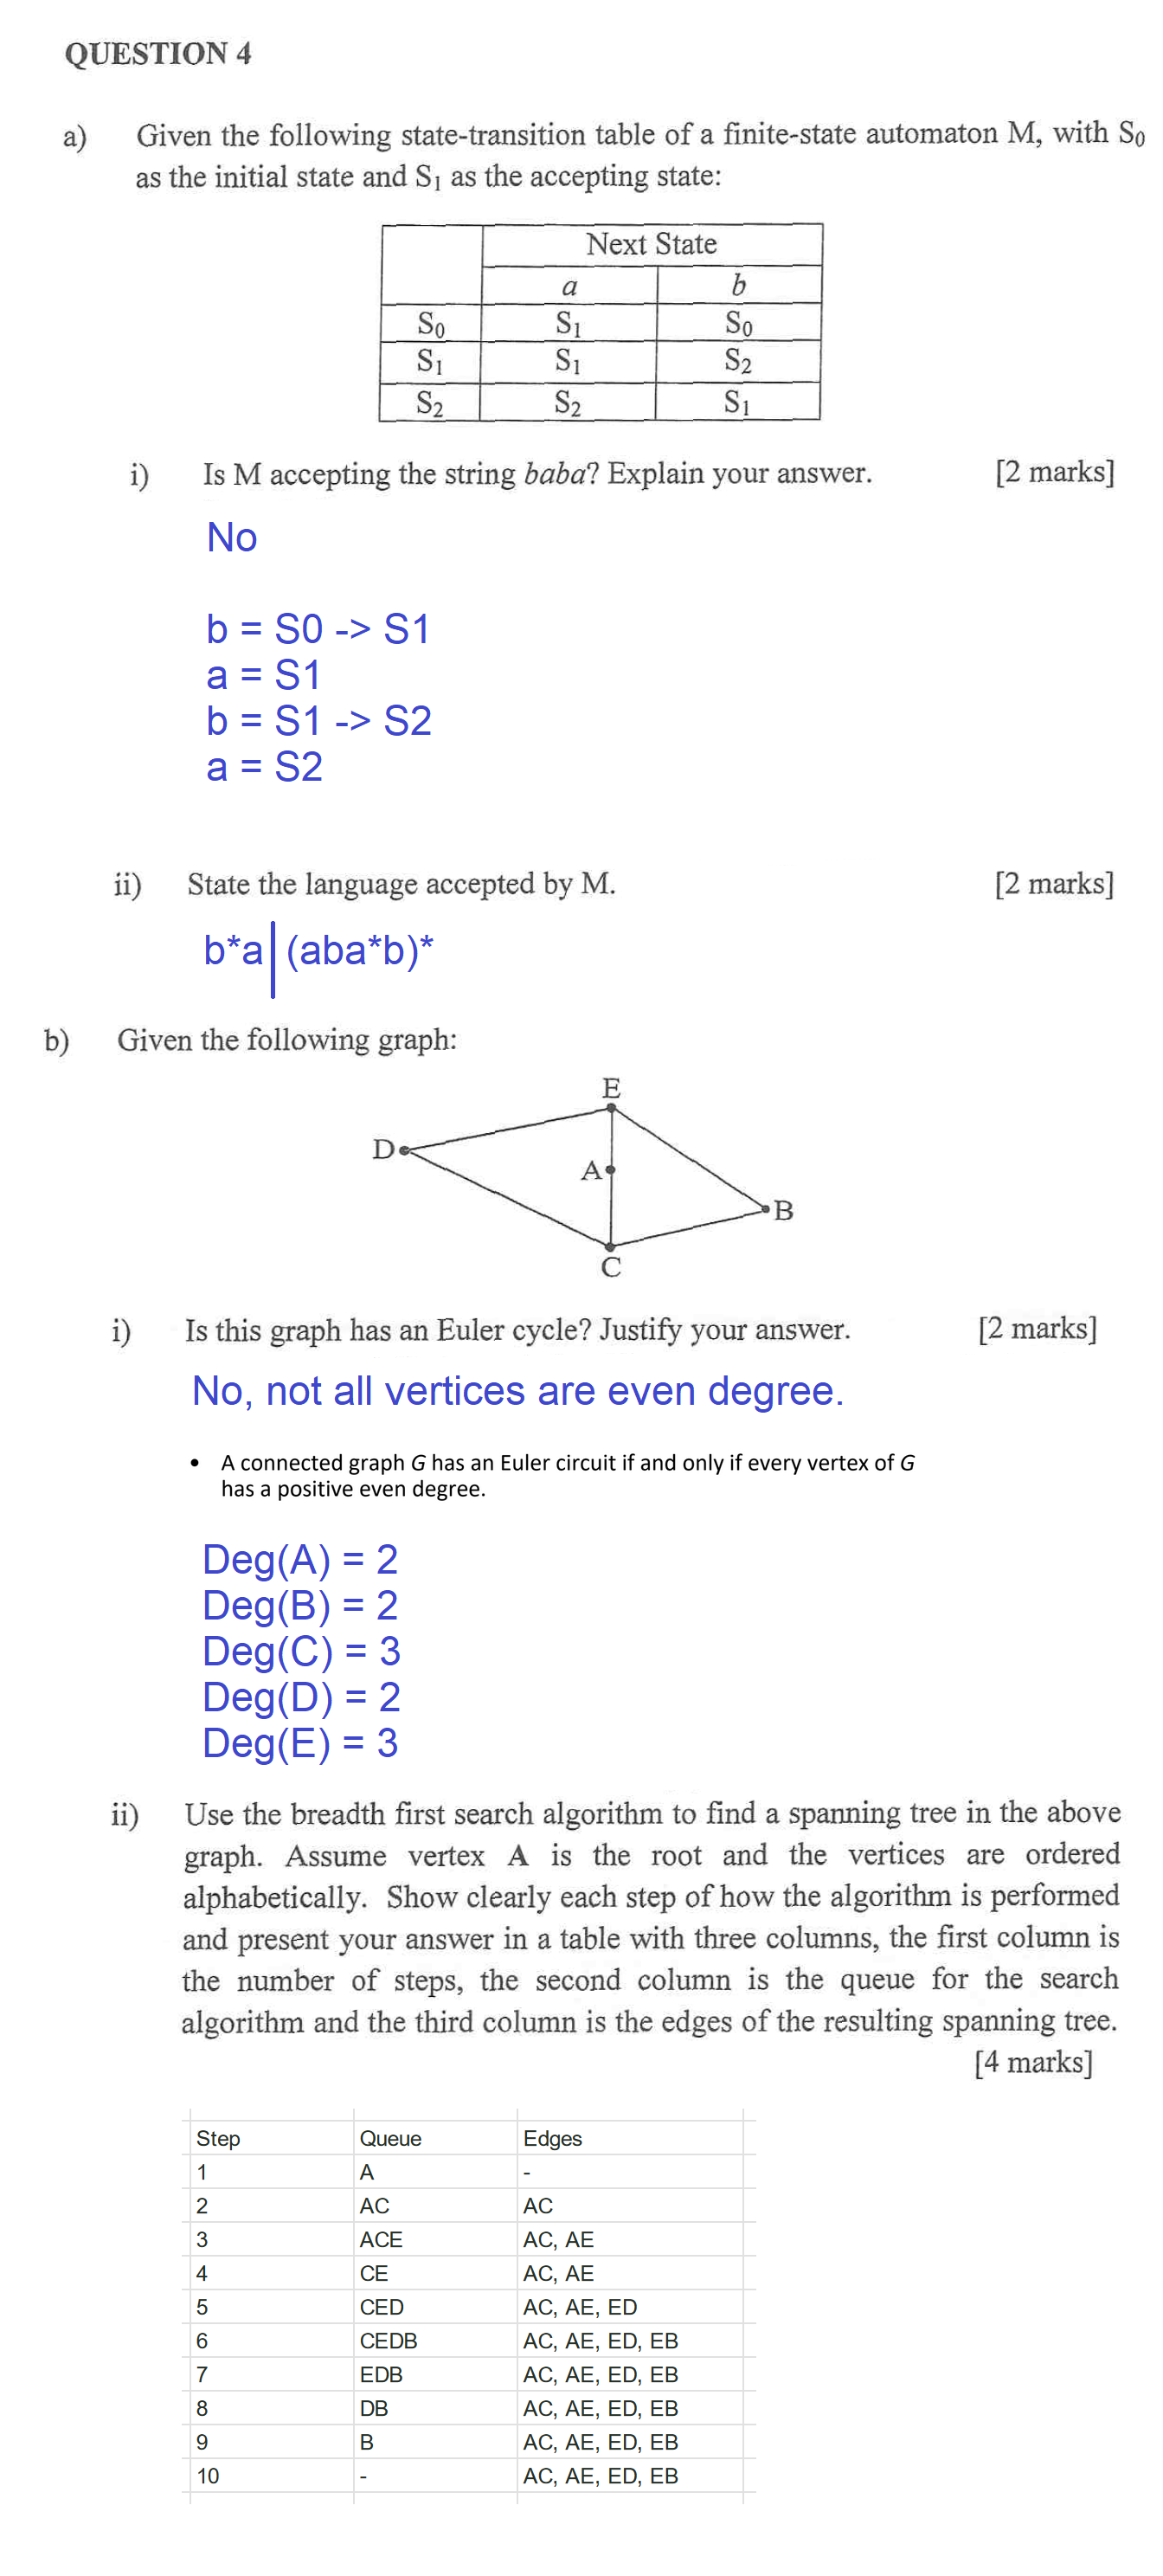 QUESTION 4
a) Given the following state-transition table of a finite-state automaton M, with S0
as the initial state and S1 as the accepting state:
Next State
a b
S0 S1 S0
S1 S1 S2
S2 S2 S1
i) Is M accepting the string baba? Explain your answer. [2 marks]
No
b = S0 -> S1
a = S1
b = S1 -> S2
a = S2
ii) State the language accepted by M. [2 marks]
b*a|(aba*b)*
b) Given the following graph:
E
D
A
B
C
i) Is this graph has an Euler cycle? Justify your answer. [2 marks]
No, not all vertices are even degree.
• A connected graph G has an Euler circuit if and only if every vertex of G
has a positive even degree.
Deg(A) = 2
Deg(B) = 2
Deg(C) = 3
Deg(D) = 2
Deg(E) = 3
ii) Use the breadth first search algorithm to find a spanning tree in the above
graph. Assume vertex A is the root and the vertices are ordered
alphabetically. Show clearly each step of how the algorithm is performed
and present your answer in a table with three columns, the first column is
the number of steps, the second column is the queue for the search
algorithm and the third column is the edges of the resulting spanning tree.
[4 marks]
Step Queue Edges
1 A -
2 AC AC
3 ACE AC, AE
4 CE AC, AE
5 CED AC, AE, ED
6 CEDB AC, AE, ED, EB
7 EDB AC, AE, ED, EB
8 DB AC, AE, ED, EB
9 B AC, AE, ED, EB
10 - AC, AE, ED, EB